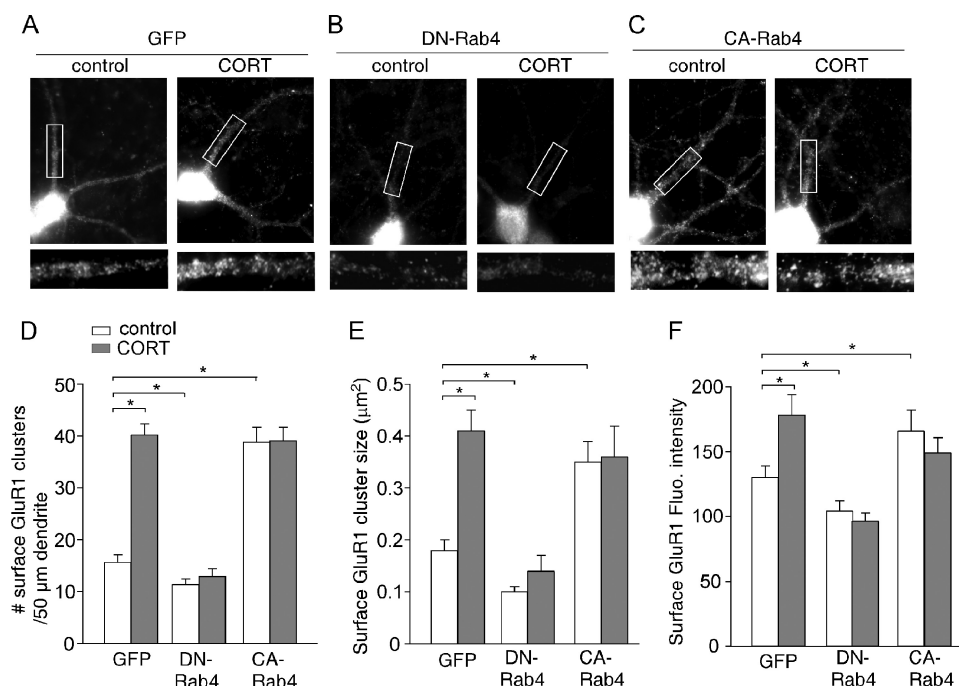 A
GFP
control CORT
B
DN-Rab4
control CORT
C
CA-Rab4
control CORT
D
control
CORT
# surface GluR1 clusters
/50 μm dendrite
50
40
30
20
10
0
*
*
*
GFP DN- CA-
Rab4 Rab4
E
Surface GluR1 cluster size (μm²)
0.5
0.4
0.3
0.2
0.1
0
*
*
*
GFP DN- CA-
Rab4 Rab4
F
Surface GluR1 Fluo. intensity
200
150
100
50
0
*
*
*
GFP DN- CA-
Rab4 Rab4